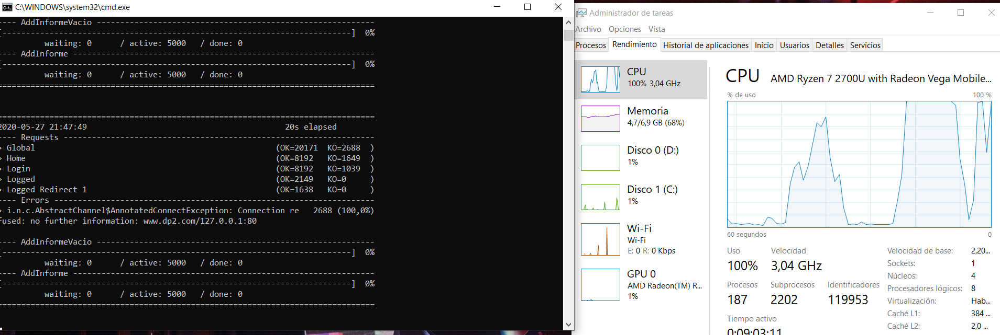 C:\WINDOWS\system32\cmd.exe
---- AddInformeVacio -----------------------------------------------------------
[--------------------------------------------------------------------------] 0%
waiting: 0 / active: 5000 / done: 0
---- AddInforme ----------------------------------------------------------------
[--------------------------------------------------------------------------] 0%
waiting: 0 / active: 5000 / done: 0
================================================================================
================================================================================
2020-05-27 21:47:49 20s elapsed
---- Requests ------------------------------------------------------------------
> Global (OK=20171 KO=2688 )
> Home (OK=8192 KO=1649 )
> Login (OK=8192 KO=1039 )
> Logged (OK=2149 KO=0 )
> Logged Redirect 1 (OK=1638 KO=0 )
---- Errors --------------------------------------------------------------------
> i.n.c.AbstractChannel$AnnotatedConnectException: Connection re 2688 (100,0%)
fused: no further information: www.dp2.com/127.0.0.1:80
---- AddInformeVacio -----------------------------------------------------------
[--------------------------------------------------------------------------] 0%
waiting: 0 / active: 5000 / done: 0
---- AddInforme ----------------------------------------------------------------
[--------------------------------------------------------------------------] 0%
waiting: 0 / active: 5000 / done: 0
================================================================================
Administrador de tareas
Archivo Opciones Vista
Procesos Rendimiento Historial de aplicaciones Inicio Usuarios Detalles Servicios
CPU
100% 3,04 GHz
Memoria
4,7/6,9 GB (68%)
Disco 0 (D:)
1%
Disco 1 (C:)
1%
Wi-Fi
Wi-Fi
E: 0 R: 0 Kbps
GPU 0
AMD Radeon(TM) R...
1%
CPU AMD Ryzen 7 2700U with Radeon Vega Mobile...
% de uso 100 %
60 segundos 0
Uso Velocidad
100% 3,04 GHz
Procesos Subprocesos Identificadores
187 2202 119953
Tiempo activo
0:09:03:11
Velocidad de base: 2,20...
Sockets: 1
Núcleos: 4
Procesadores lógicos: 8
Virtualización: Hab...
Caché L1: 384 ...
Caché L2: 2,0 ...